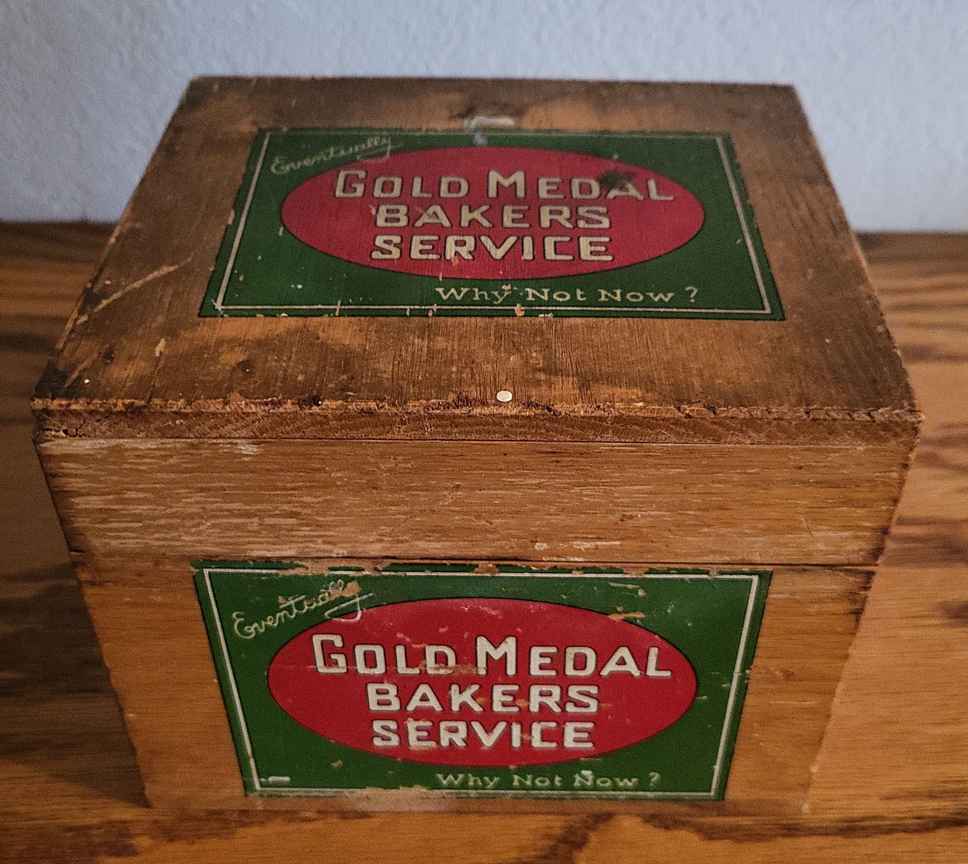 Eventually
GOLD MEDAL
BAKERS
SERVICE
Why Not Now?
Eventually
GOLD MEDAL
BAKERS
SERVICE
Why Not Now?